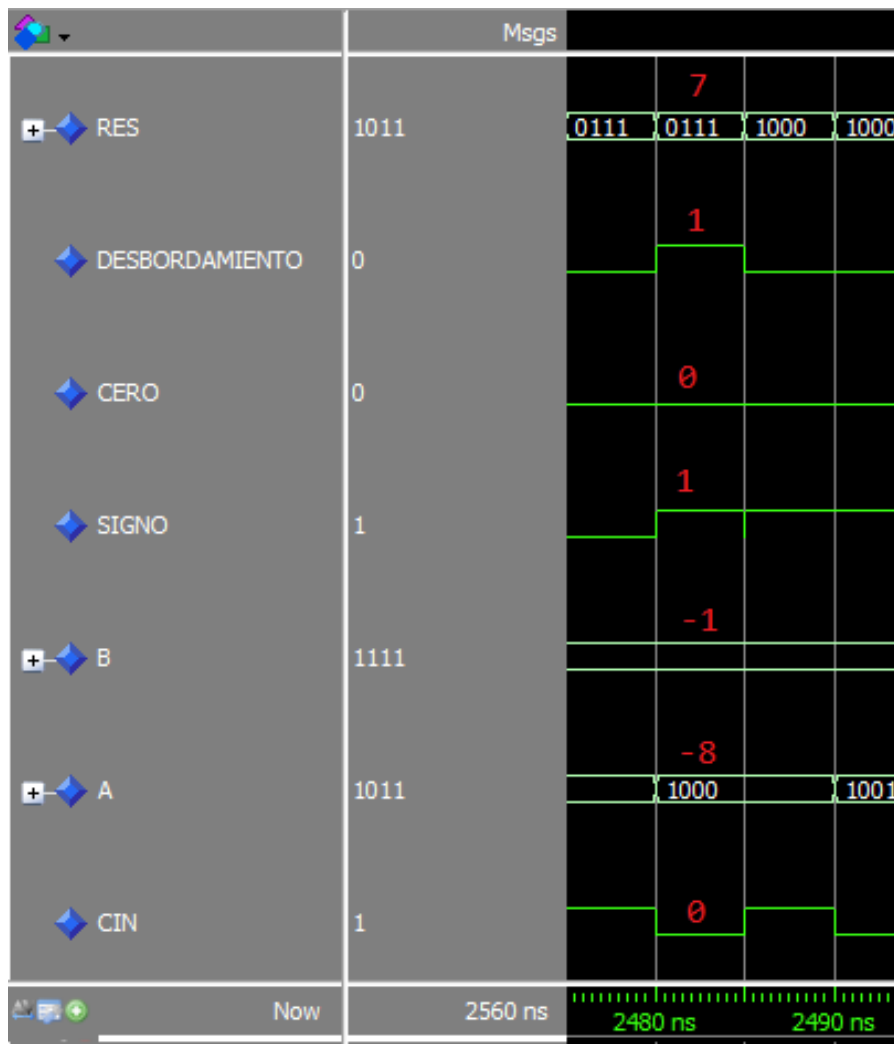 Msgs
7
RES 1011 0111 0111 1000 1000
1
DESBORDAMIENTO 0
0
CERO 0
1
SIGNO 1
-1
B 1111
-8
A 1011 1000 1001
CIN 1 0
Now 2560 ns 2480 ns 2490 ns